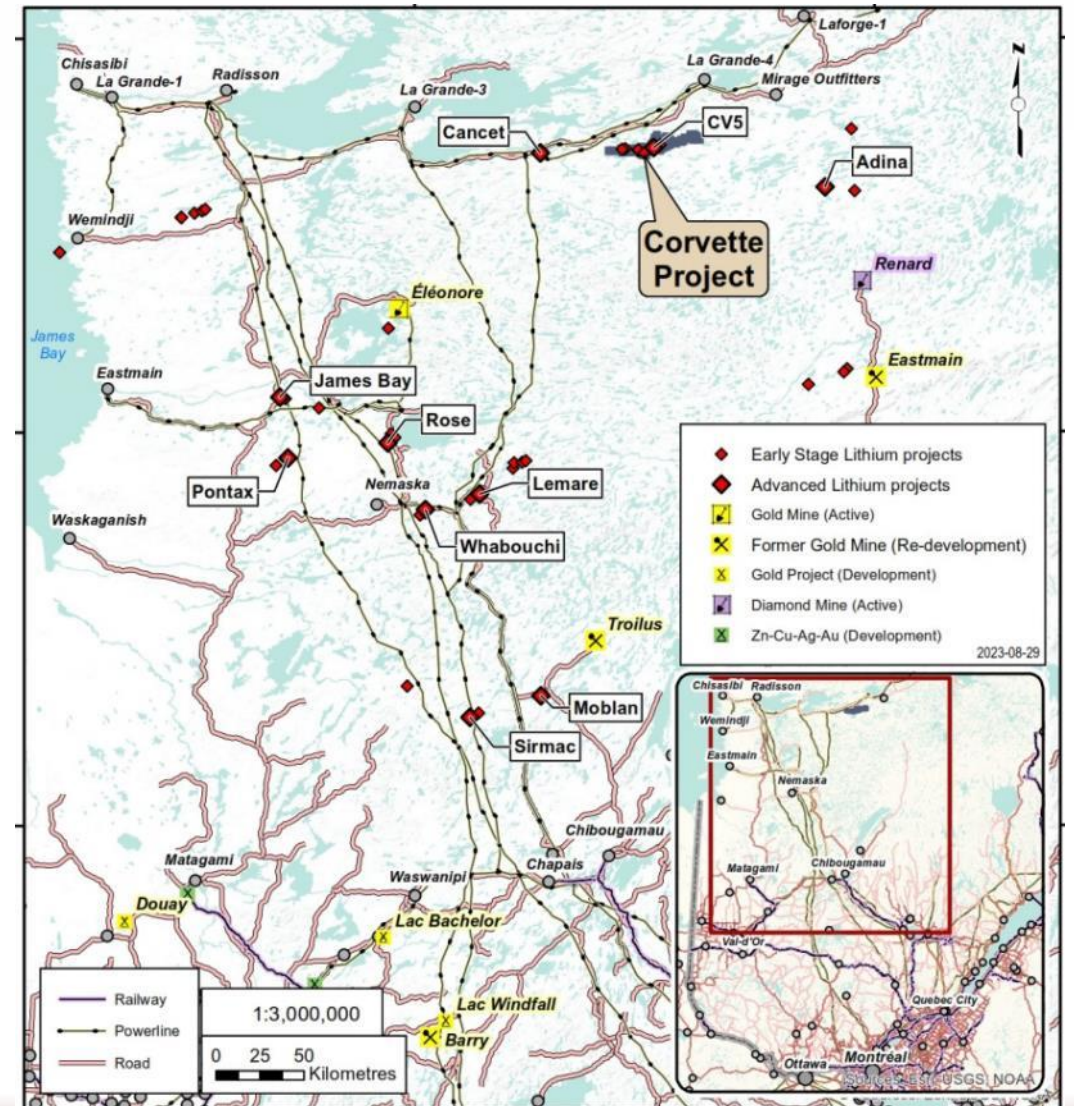 Laforge-1
La Grande-4
Chisasibi
La Grande-1
Radisson
Mirage Outfitters
La Grande-3
N
Cancet
CV5
Adina
Wemindji
Corvette
Project
Renard
Éléonore
James
Bay
Eastmain
Eastmain
James Bay
Rose
Pontax
Nemaska
Lemare
Waskaganish
Whabouchi
Early Stage Lithium projects
Advanced Lithium projects
Gold Mine (Active)
Former Gold Mine (Re-development)
Gold Project (Development)
Diamond Mine (Active)
Zn-Cu-Ag-Au (Development)
2023-08-29
Troilus
Moblan
Sirmac
Chibougamau
Matagami
Chapais
Waswanipi
Douay
Lac Bachelor
Lac Windfall
Barry
Railway
Powerline
Road
1:3,000,000
0 25 50
Kilometres
Chisasibi
Radisson
Wemindji
Eastmain
Nemaska
Matagami
Chibougamau
Val-d'Or
Quebec City
Ottawa
Montréal
Sources: Esri, USGS, NOAA